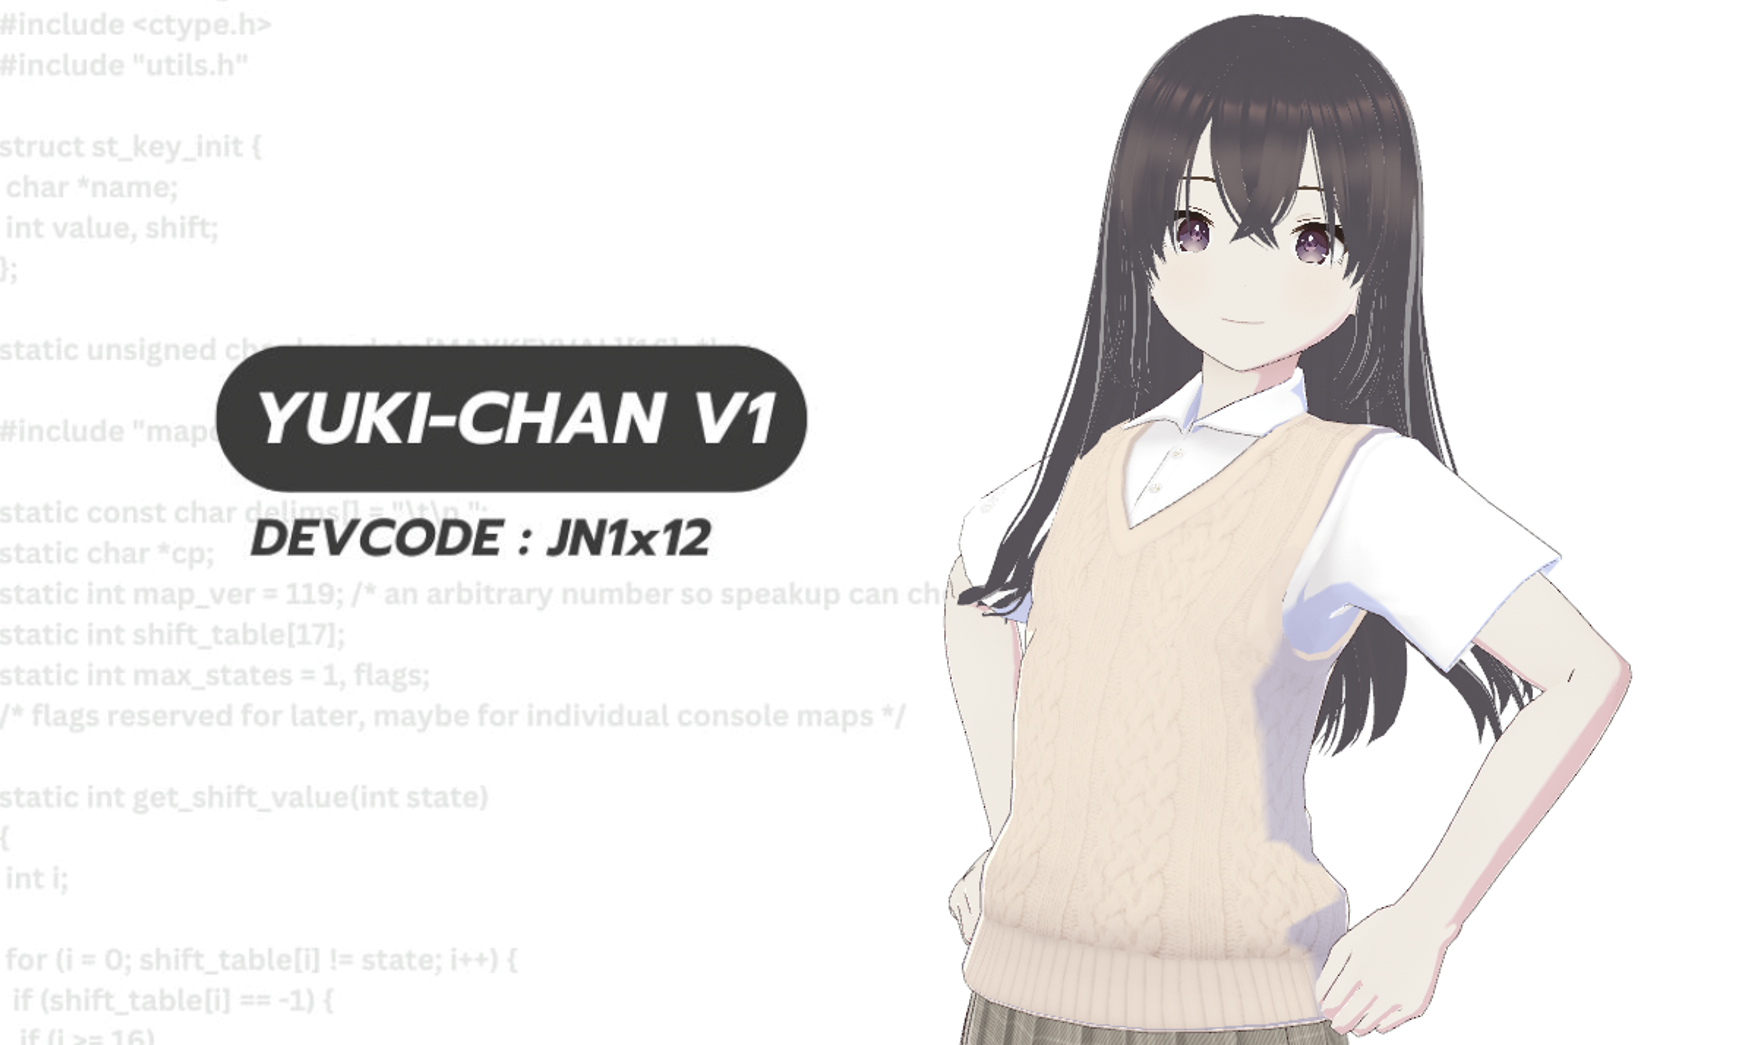 #include <ctype.h>
#include "utils.h"
struct st_key_init {
char *name;
int value, shift;
};
static unsigned
YUKI-CHAN V1
#include
static const char delims[] = "\t\n ";
DEVCODE : JN1x12
static char *cp;
static int map_ver = 119; /* an arbitrary number so speakup can
static int shift_table[17];
static int max_states = 1, flags;
/* flags reserved for later, maybe for individual console maps */
static int get_shift_value(int state)
{
int i;
for (i = 0; shift_table[i] != state; i++) {
if (shift_table[i] == -1) {
if (i >= 16)